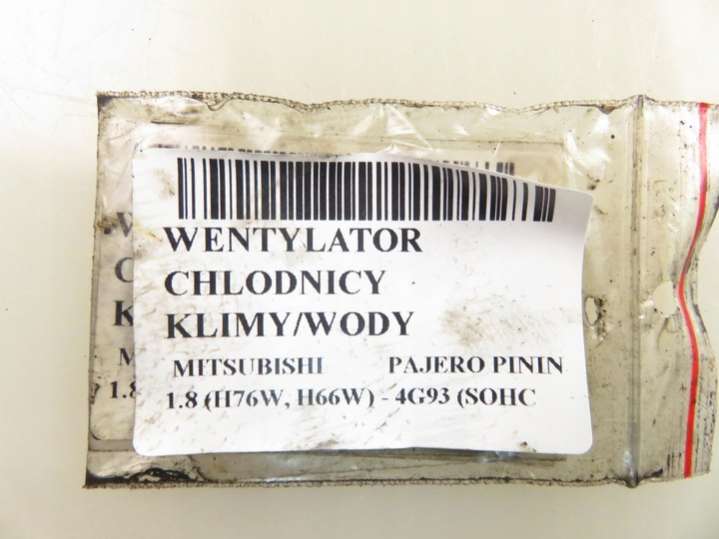 WENTYLATOR
CHLODNICY
KLIMY/WODY
MITSUBISHI PAJERO PININ
1.8 (H76W, H66W) - 4G93 (SOHC